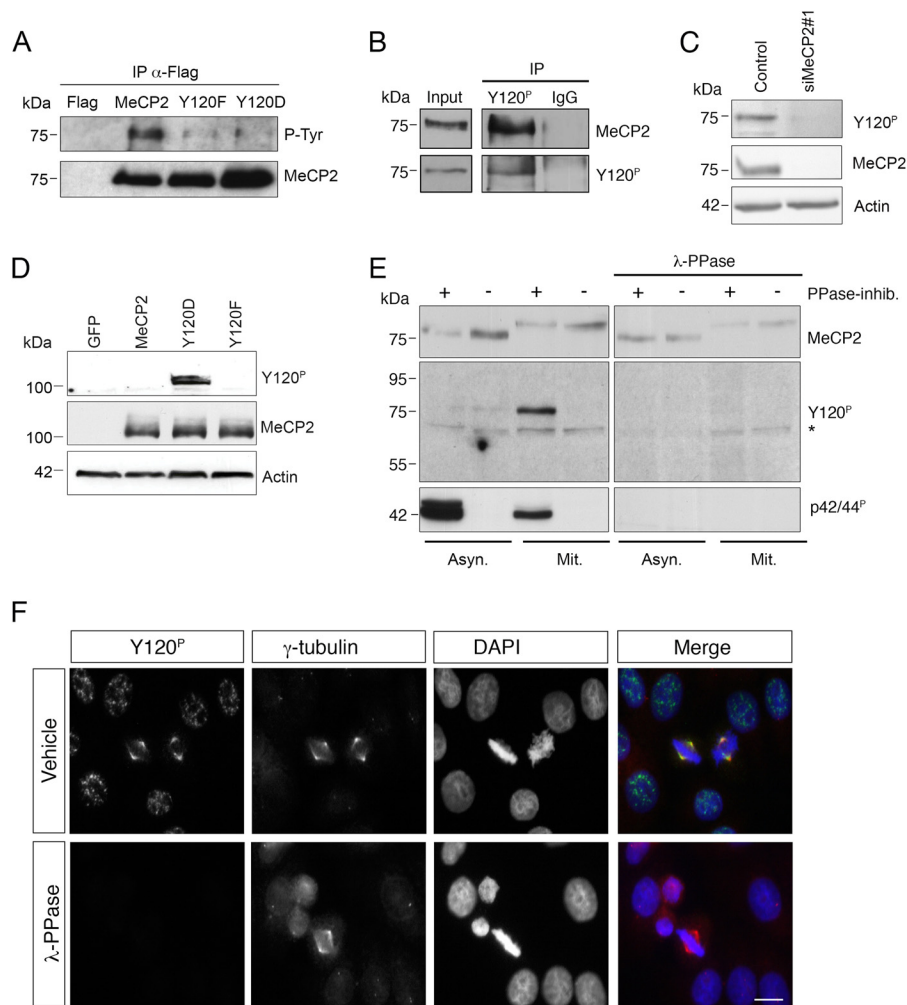 A
IP α-Flag
kDa Flag MeCP2 Y120F Y120D
75 P-Tyr
75 MeCP2
B
IP
kDa Input Y120ᴾ IgG
75 MeCP2
75 Y120ᴾ
C
Control siMeCP2#1
kDa
75 Y120ᴾ
75 MeCP2
42 Actin
D
GFP MeCP2 Y120D Y120F
kDa
100 Y120ᴾ
100 MeCP2
42 Actin
E
λ-PPase
kDa + - + - + - + - PPase-inhib.
75 MeCP2
95
75 Y120ᴾ
*
55
42 p42/44ᴾ
Asyn. Mit. Asyn. Mit.
F
Y120ᴾ γ-tubulin DAPI Merge
Vehicle
λ-PPase